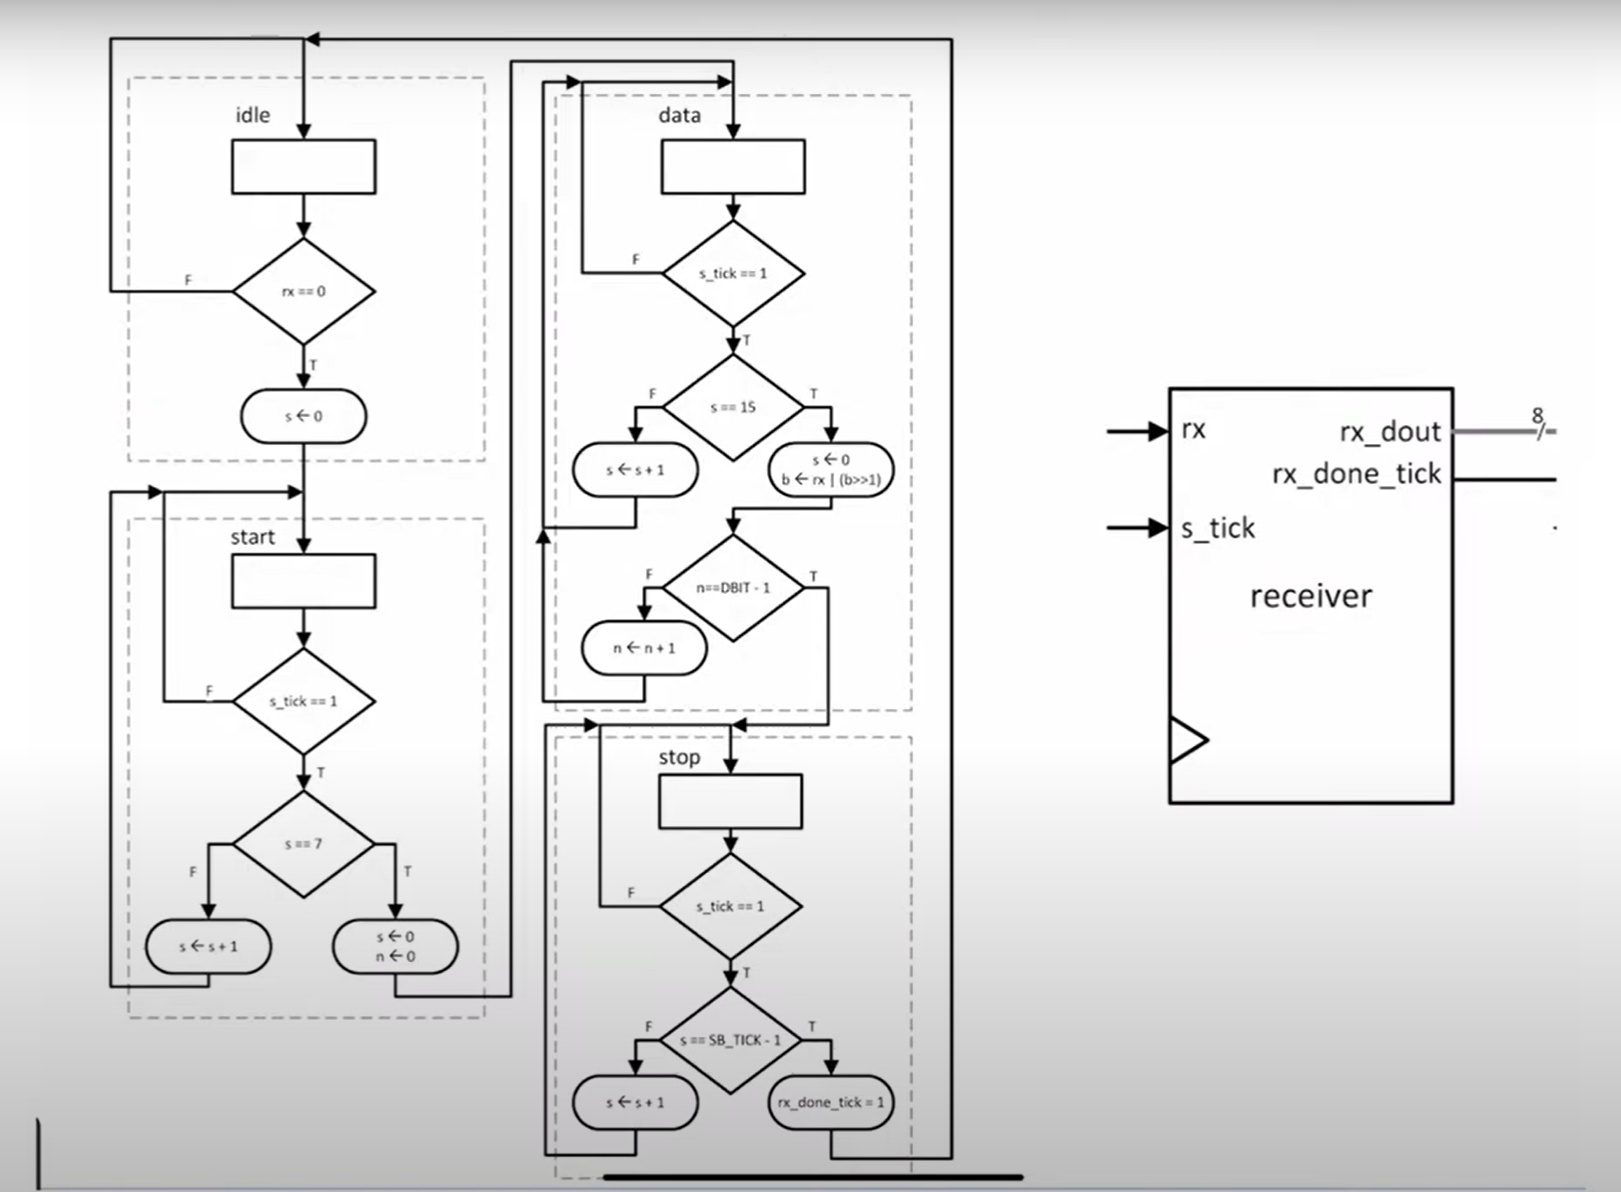 idle
rx == 0
F
T
s ← 0
start
s_tick == 1
F
T
s == 7
F
T
s ← s + 1
s ← 0
n ← 0
data
s_tick == 1
F
T
s == 15
F
T
s ← s + 1
s ← 0
b ← rx | (b>>1)
n==DBIT - 1
F
T
n ← n + 1
stop
s_tick == 1
F
T
s == SB_TICK - 1
F
T
s ← s + 1
rx_done_tick = 1
8
rx
rx_dout
rx_done_tick
s_tick
receiver